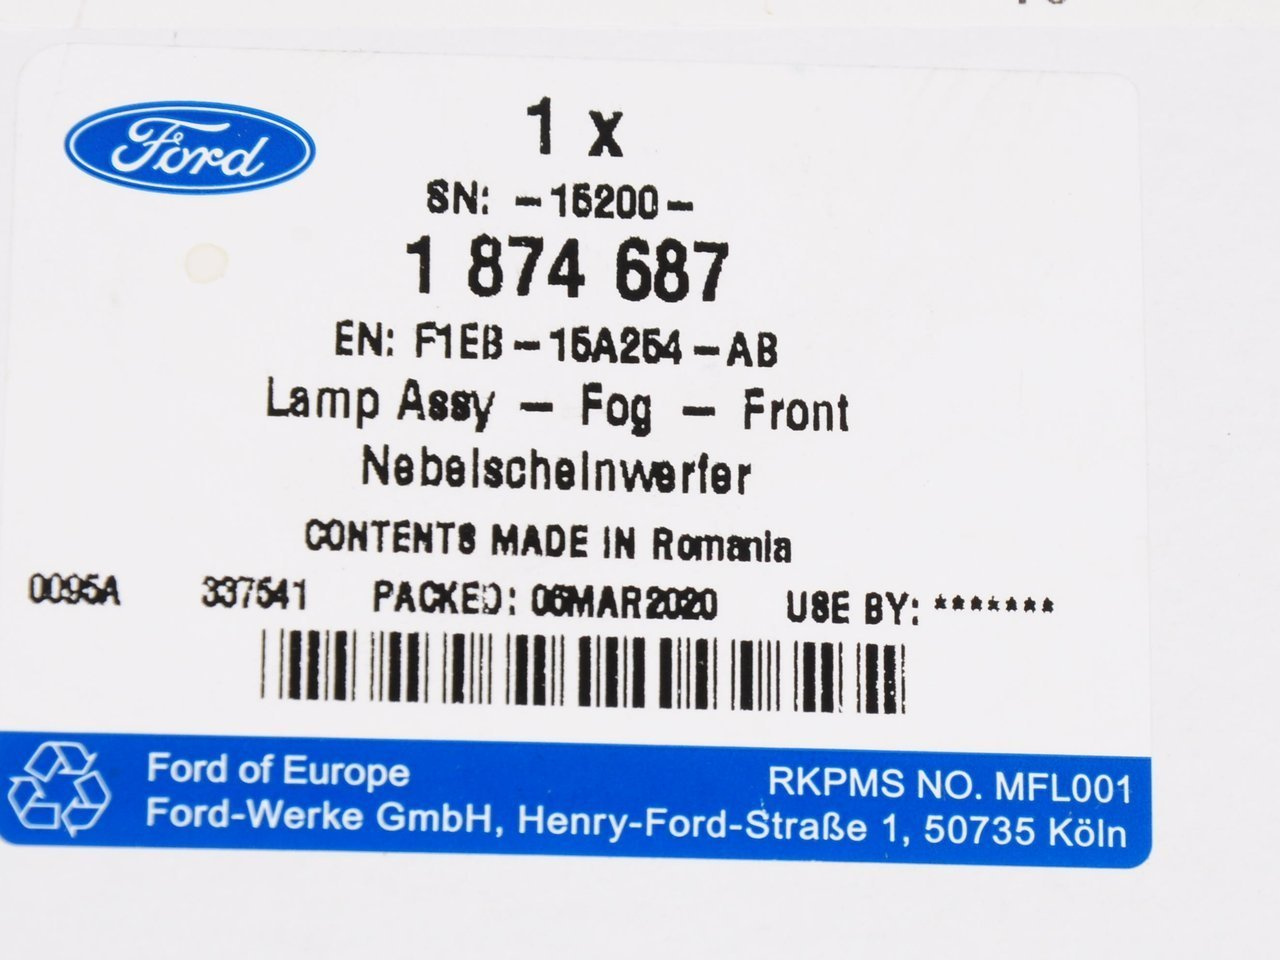 Ford
1 x
SN: -15200-
1 874 687
EN: F1EB-15A254-AB
Lamp Assy - Fog - Front
Nebelscheinwerfer
CONTENTS MADE IN Romania
0095A 337541 PACKED: 06MAR2020 USE BY: *******
Ford of Europe RKPMS NO. MFL001
Ford-Werke GmbH, Henry-Ford-Straße 1, 50735 Köln